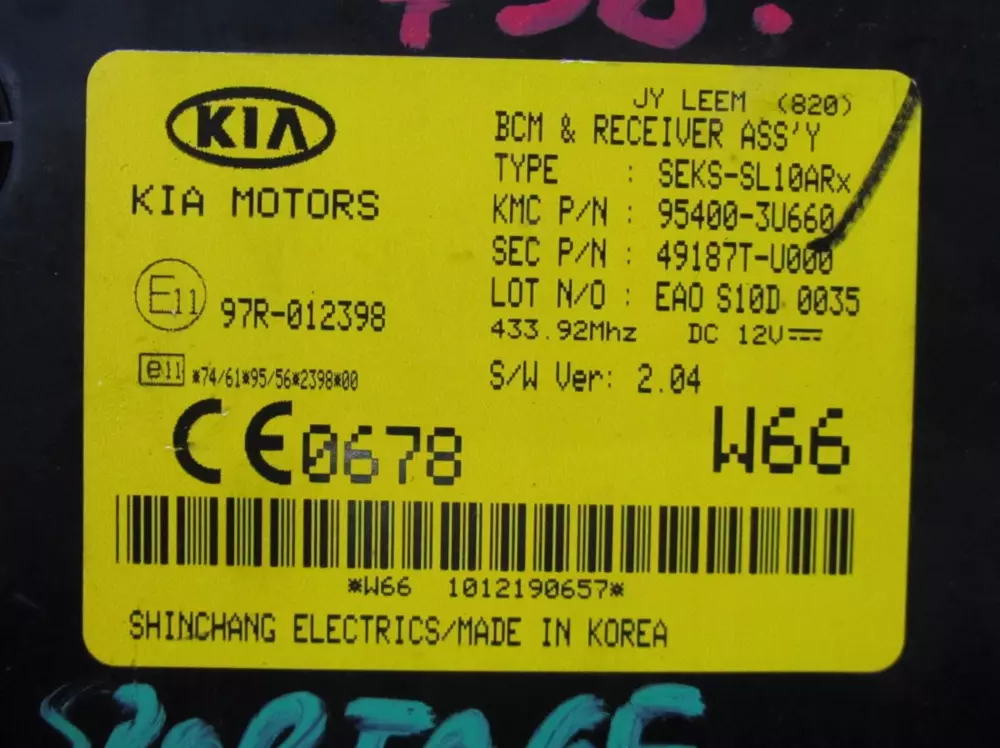 JY LEEM (820)
KIA
KIA MOTORS
BCM & RECEIVER ASS'Y
TYPE : SEKS-SL10ARx
KMC P/N : 95400-3U660
SEC P/N : 49187T-U000
LOT N/O : EAO S10D 0035
433.92Mhz DC 12V
S/W Ver: 2.04
E11 97R-012398
e11 *74/61*95/56*2398*00
CE0678
W66
*W66 1012190657*
SHINCHANG ELECTRICS/MADE IN KOREA
SPORTAGE